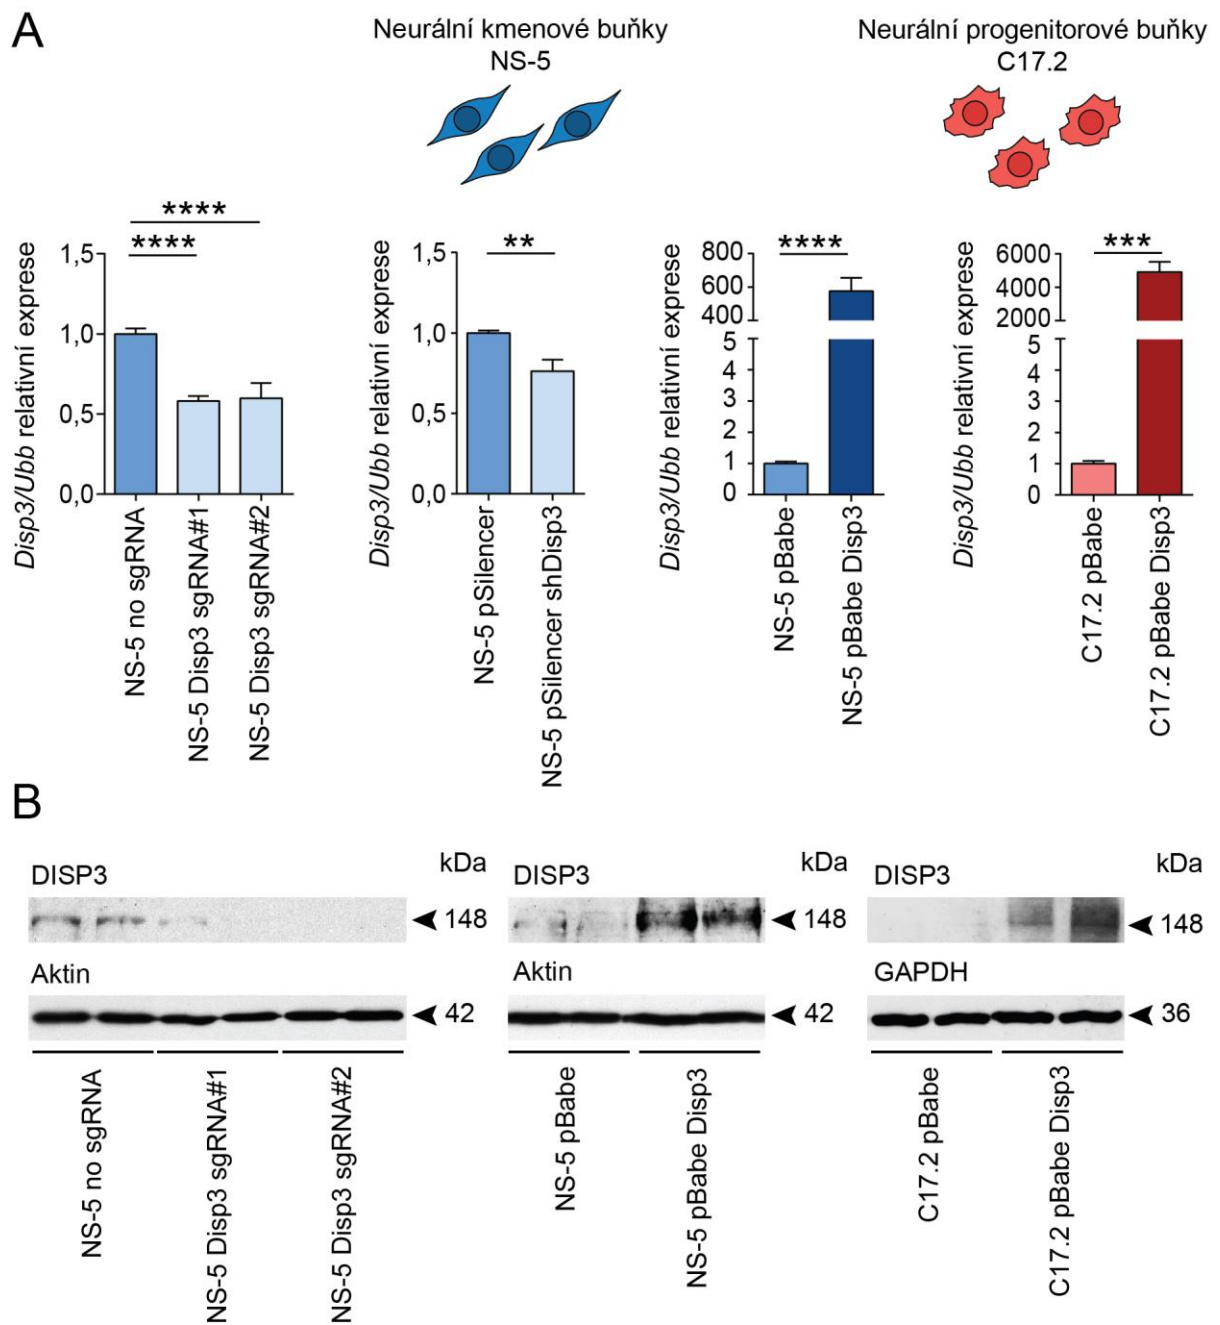 A
Neurální kmenové buňky
NS-5
Neurální progenitorové buňky
C17.2
Disp3/Ubb relativní exprese
1,5
1,0
0,5
0,0
****
****
NS-5 no sgRNA
NS-5 Disp3 sgRNA#1
NS-5 Disp3 sgRNA#2
Disp3/Ubb relativní exprese
1,5
1,0
0,5
0,0
**
NS-5 pSilencer
NS-5 pSilencer shDisp3
Disp3/Ubb relativní exprese
800
600
400
5
4
3
2
1
0
****
NS-5 pBabe
NS-5 pBabe Disp3
Disp3/Ubb relativní exprese
6000
4000
2000
5
4
3
2
1
0
***
C17.2 pBabe
C17.2 pBabe Disp3
B
DISP3
kDa
148
Aktin
42
NS-5 no sgRNA
NS-5 Disp3 sgRNA#1
NS-5 Disp3 sgRNA#2
DISP3
kDa
148
Aktin
42
NS-5 pBabe
NS-5 pBabe Disp3
DISP3
kDa
148
GAPDH
36
C17.2 pBabe
C17.2 pBabe Disp3